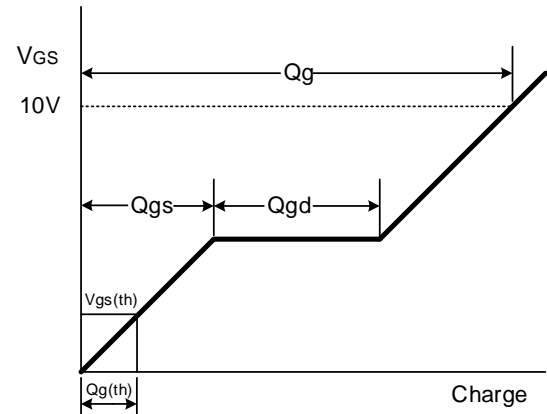 VGS
Qg
10V
Qgs
Qgd
Vgs(th)
Qg(th)
Charge